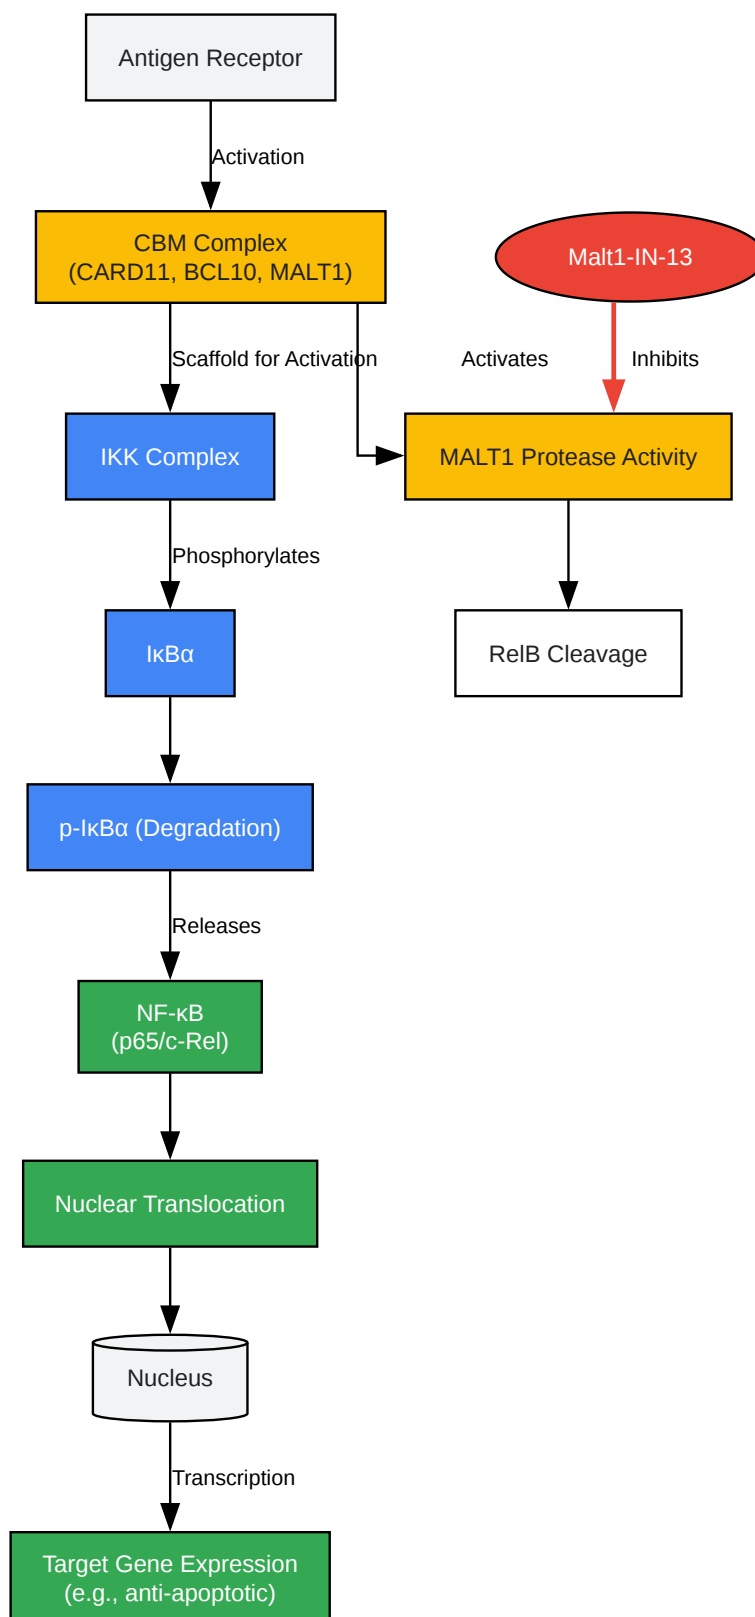 Antigen Receptor
Activation
CBM Complex
(CARD11, BCL10, MALT1)
Malt1-IN-13
Scaffold for Activation
Activates
Inhibits
IKK Complex
MALT1 Protease Activity
Phosphorylates
IκBα
RelB Cleavage
p-IκBα (Degradation)
Releases
NF-κB
(p65/c-Rel)
Nuclear Translocation
Nucleus
Transcription
Target Gene Expression
(e.g., anti-apoptotic)